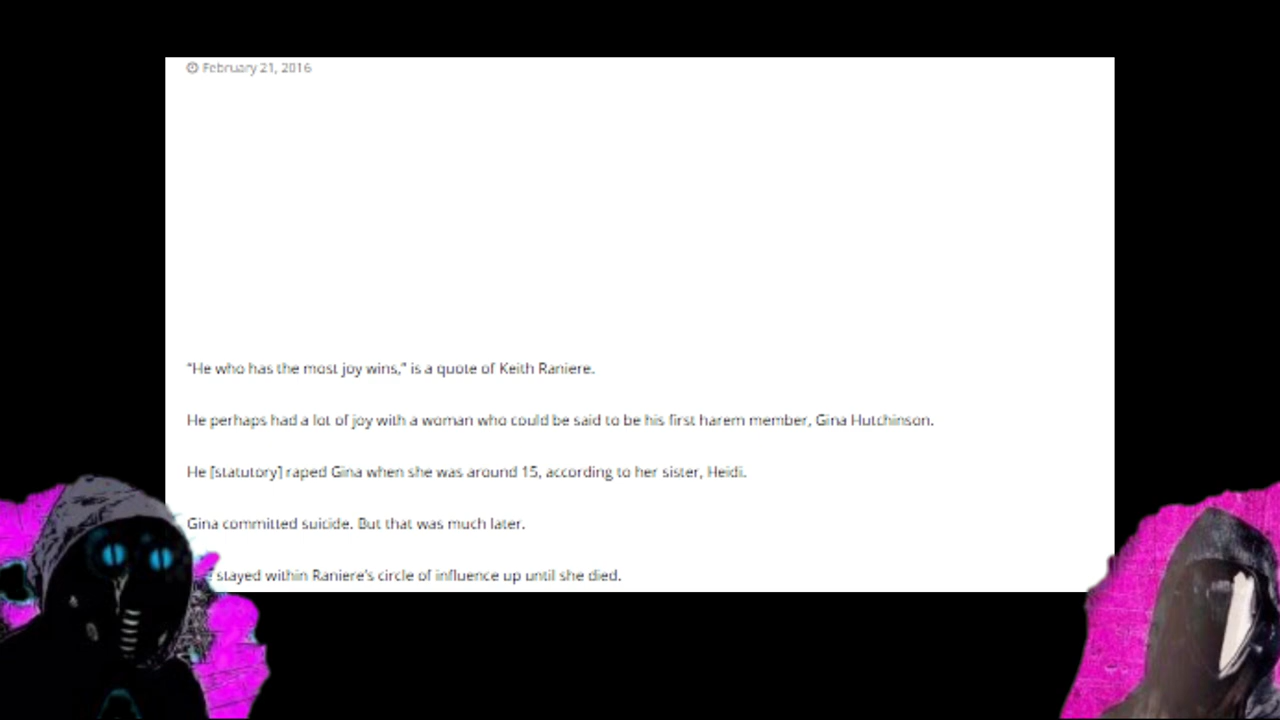 February 21, 2016
“He who has the most joy wins,” is a quote of Keith Raniere.
He perhaps had a lot of joy with a woman who could be said to be his first harem member, Gina Hutchinson.
He [statutory] raped Gina when she was around 15, according to her sister, Heidi.
Gina committed suicide. But that was much later.
stayed within Raniere’s circle of influence up until she died.